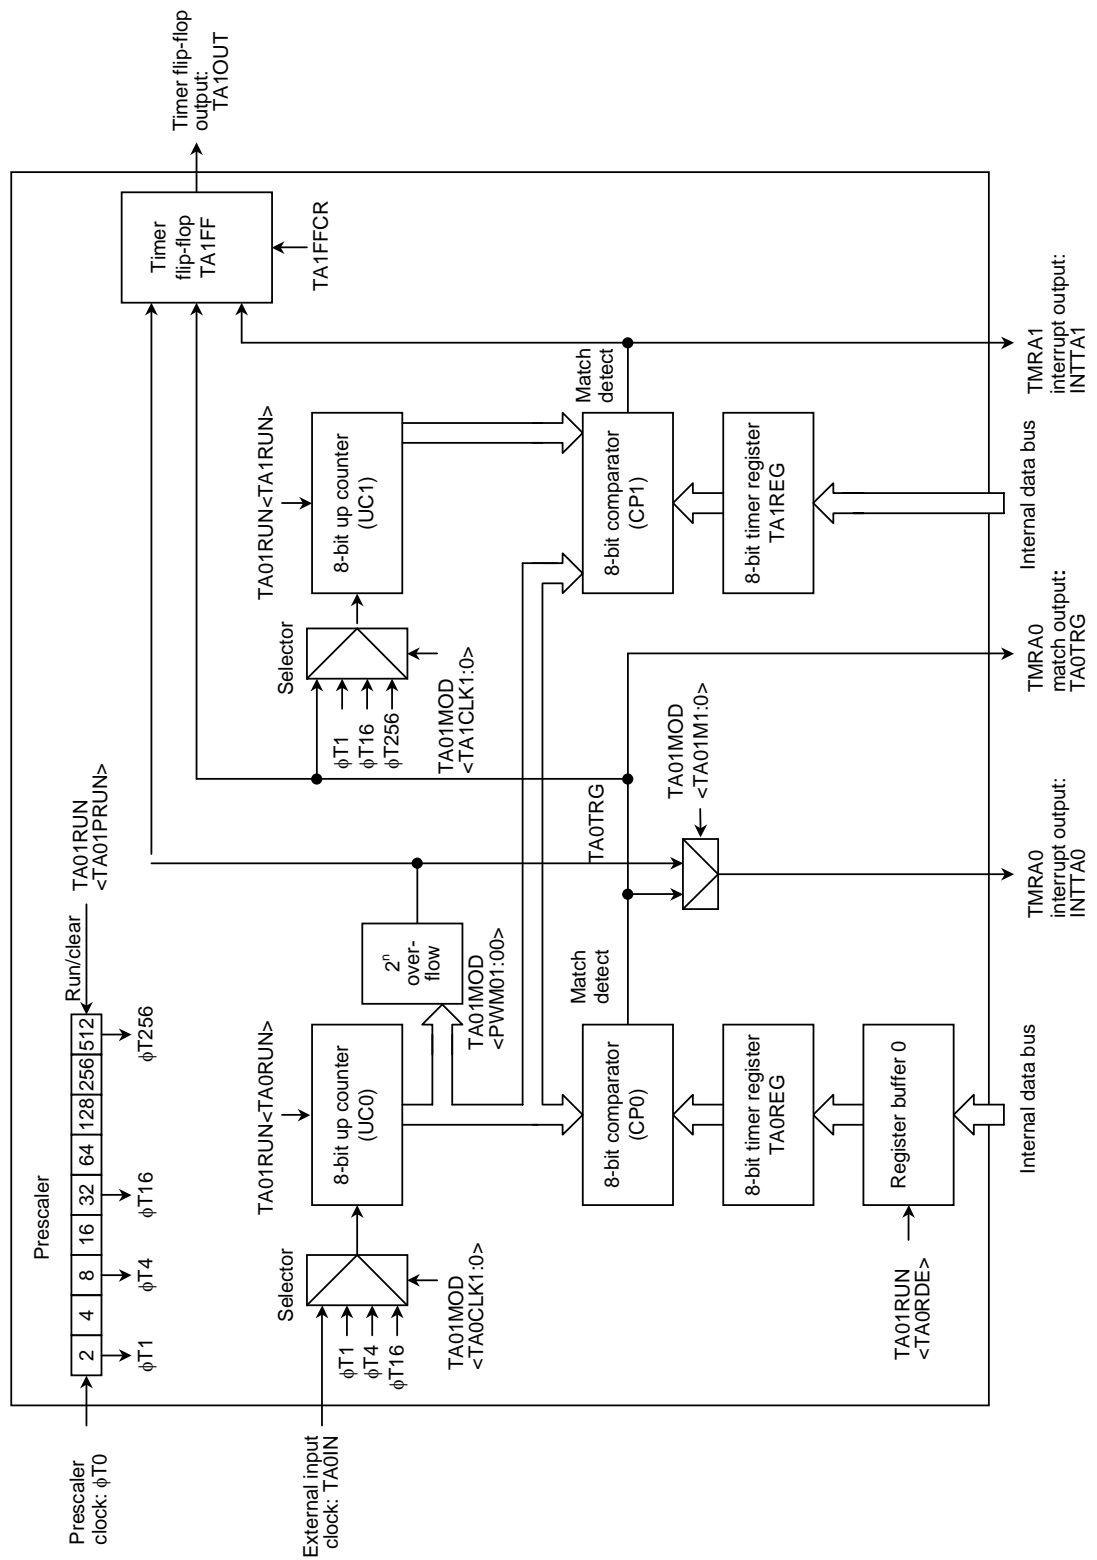 Prescaler
clock: ϕT0
Prescaler
2
4
8
16
32
64
128
256
512
Run/clear
TA01RUN
<TA01PRUN>
ϕT1
ϕT4
ϕT16
ϕT256
External input
clock: TA0IN
Selector
ϕT1
ϕT4
ϕT16
TA01MOD
<TA0CLK1:0>
TA01RUN<TA0RUN>
8-bit up counter
(UC0)
2ⁿ
over-
flow
TA01MOD
<PWM01:00>
8-bit comparator
(CP0)
Match
detect
8-bit timer register
TA0REG
Register buffer 0
TA01RUN
<TA0RDE>
Internal data bus
TA0TRG
TA01MOD
<TA01M1:0>
TMRA0
interrupt output:
INTTA0
TMRA0
match output:
TA0TRG
Selector
ϕT1
ϕT16
ϕT256
TA01MOD
<TA1CLK1:0>
TA01RUN<TA1RUN>
8-bit up counter
(UC1)
8-bit comparator
(CP1)
Match
detect
8-bit timer register
TA1REG
Internal data bus
TMRA1
interrupt output:
INTTA1
Timer
flip-flop
TA1FF
TA1FFCR
Timer flip-flop
output:
TA1OUT